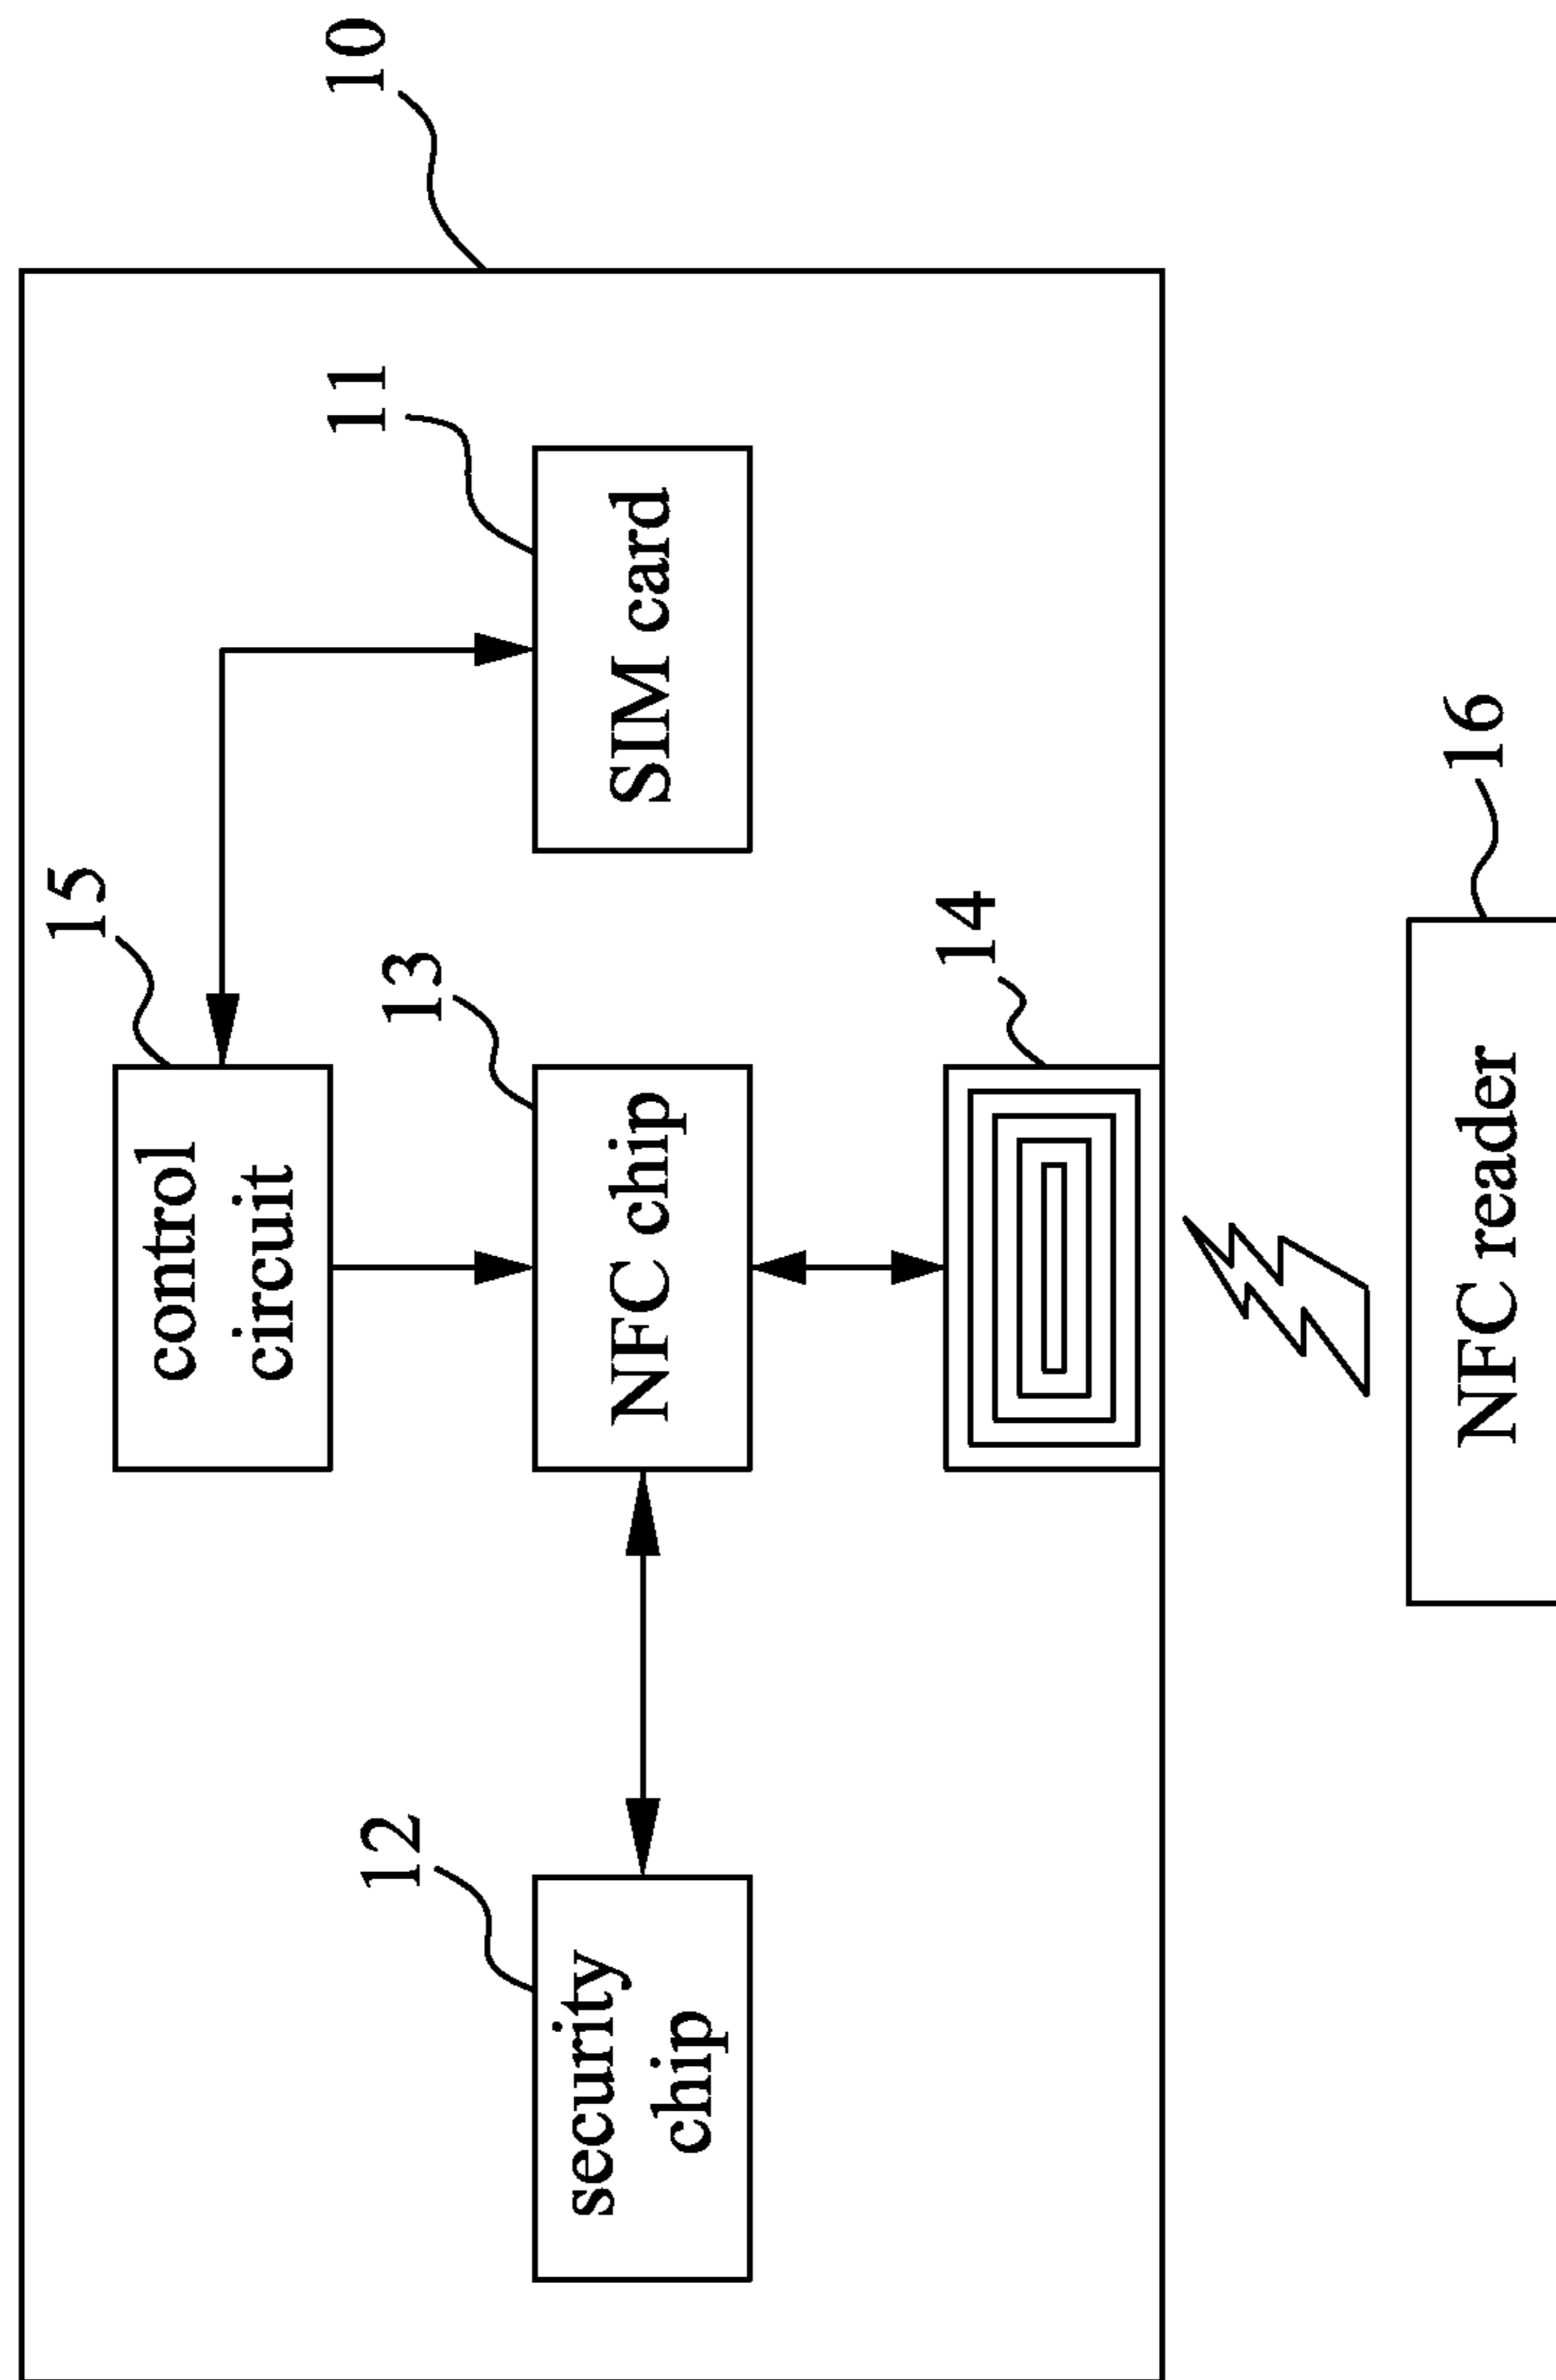 10
15
control
circuit
11
SIM card
13
NFC chip
12
security
chip
14
16
NFC reader